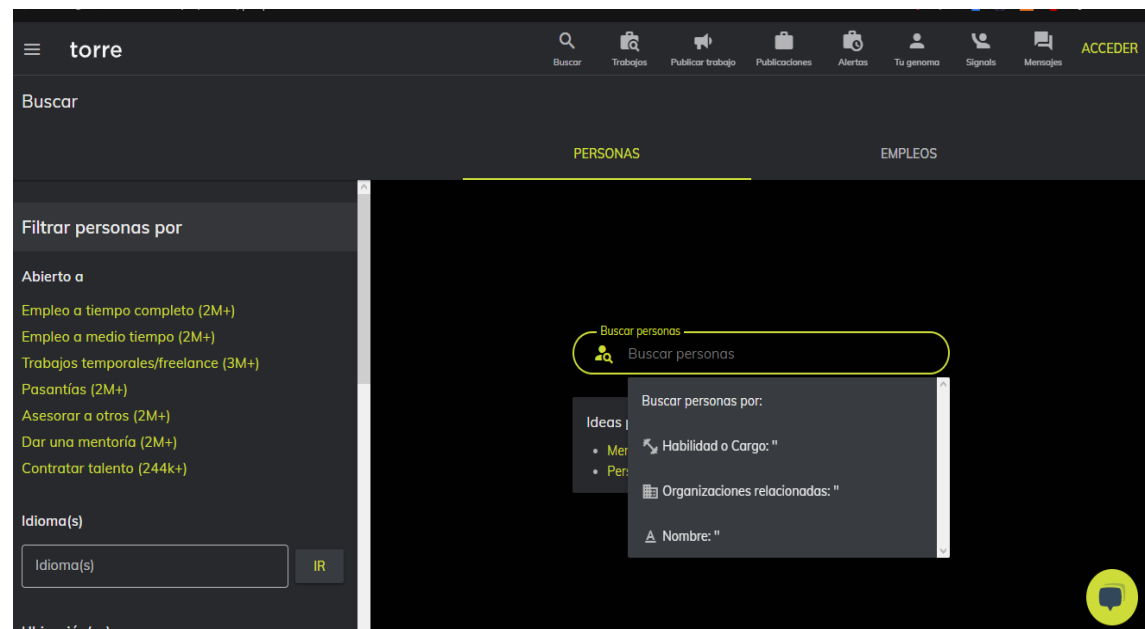 torre
Buscar
Trabajos
Publicar trabajo
Publicaciones
Alertas
Tu genoma
Signals
Mensajes
ACCEDER
Buscar
PERSONAS
EMPLEOS
Filtrar personas por
Abierto a
Empleo a tiempo completo (2M+)
Empleo a medio tiempo (2M+)
Trabajos temporales/freelance (3M+)
Pasantías (2M+)
Asesorar a otros (2M+)
Dar una mentoría (2M+)
Contratar talento (244k+)
Idioma(s)
Idioma(s)
IR
Buscar personas
Buscar personas
Buscar personas por:
Habilidad o Cargo: "
Organizaciones relacionadas: "
A Nombre: "
Ideas